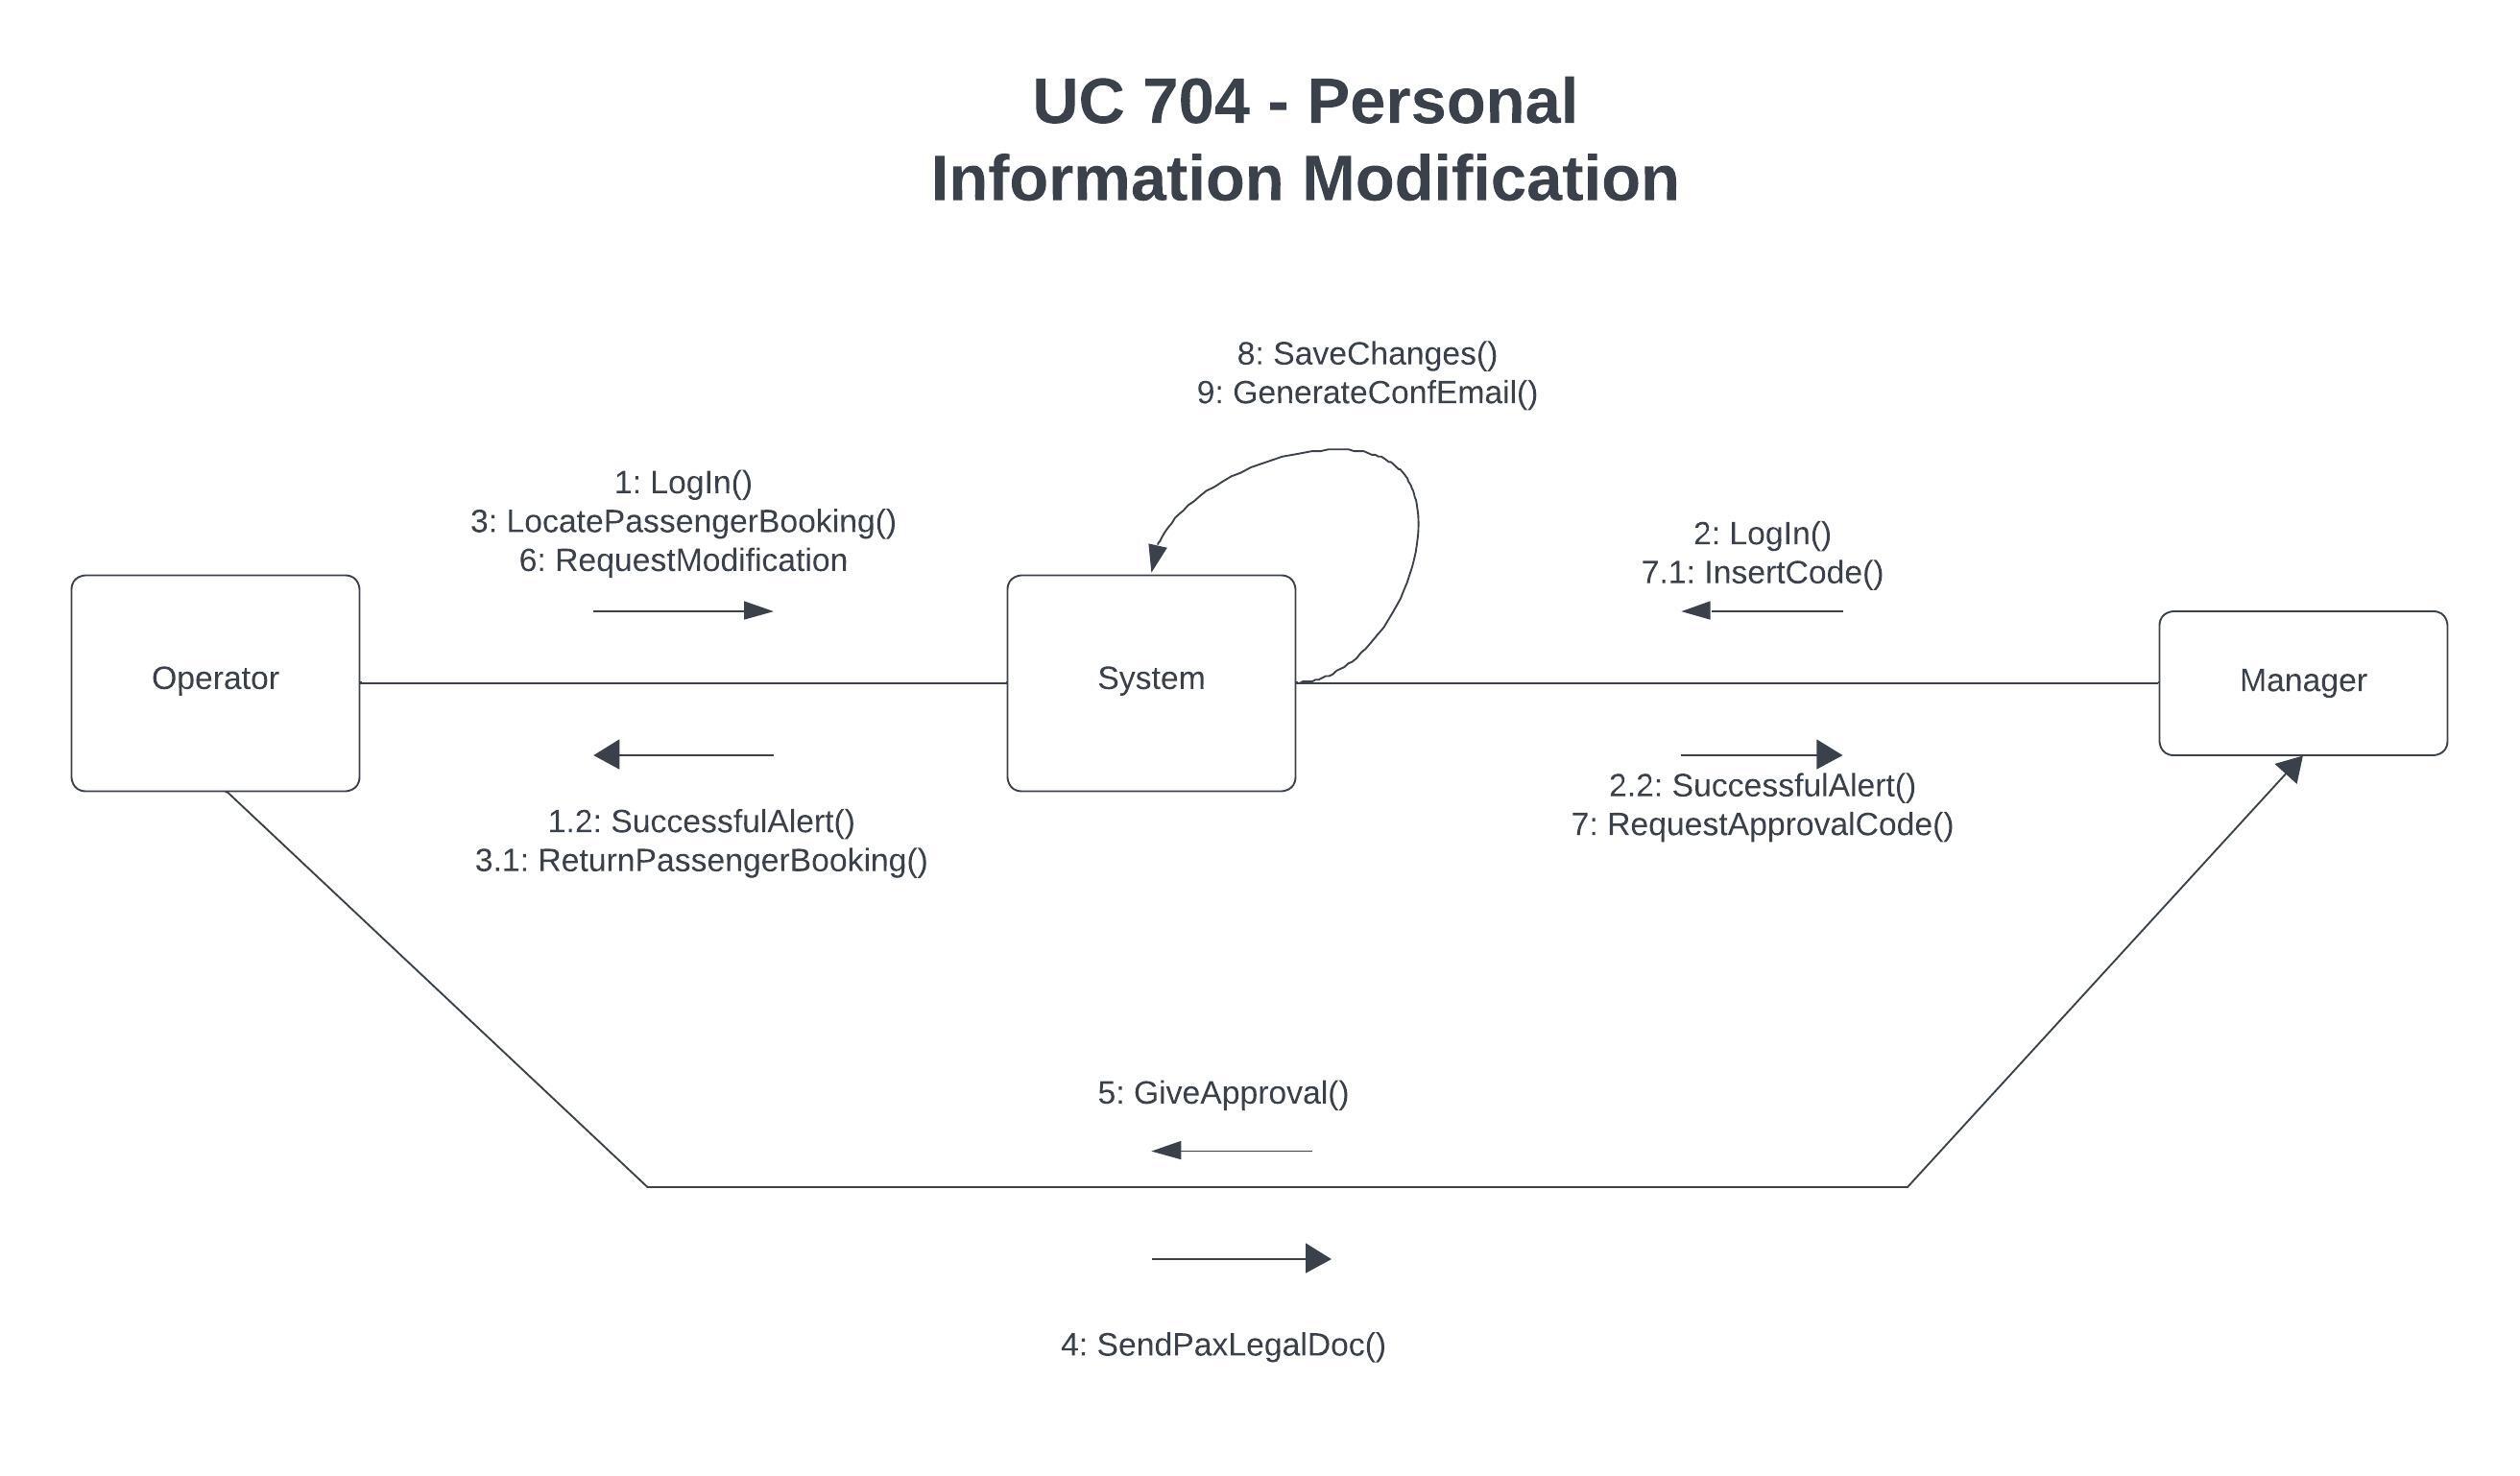 UC 704 - Personal
Information Modification
8: SaveChanges()
9: GenerateConfEmail()
1: LogIn()
3: LocatePassengerBooking()
6: RequestModification
2: LogIn()
7.1: InsertCode()
Operator
System
Manager
1.2: SuccessfulAlert()
3.1: ReturnPassengerBooking()
2.2: SuccessfulAlert()
7: RequestApprovalCode()
5: GiveApproval()
4: SendPaxLegalDoc()